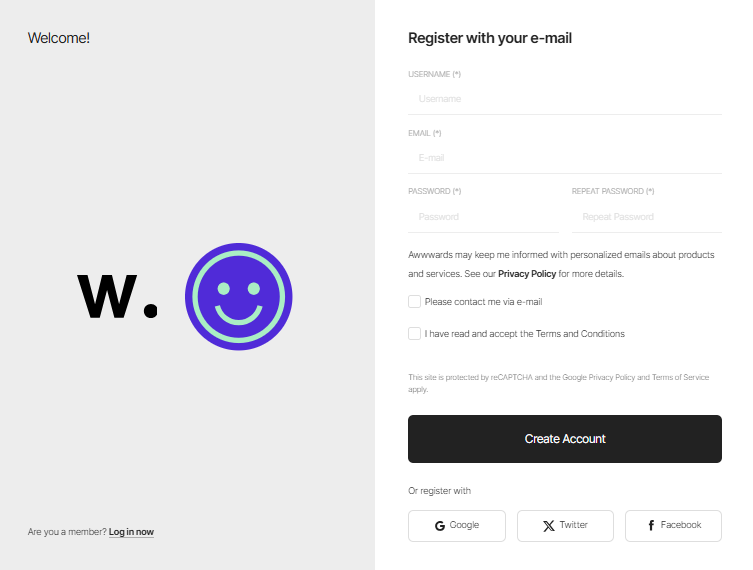 Welcome!
W.
Are you a member? Log in now
Register with your e-mail
USERNAME (*)
Username
EMAIL (*)
E-mail
PASSWORD (*) REPEAT PASSWORD (*)
Password Repeat Password
Awwwards may keep me informed with personalized emails about products
and services. See our Privacy Policy for more details.
Please contact me via e-mail
I have read and accept the Terms and Conditions
This site is protected by reCAPTCHA and the Google Privacy Policy and Terms of Service
apply.
Create Account
Or register with
Google Twitter Facebook